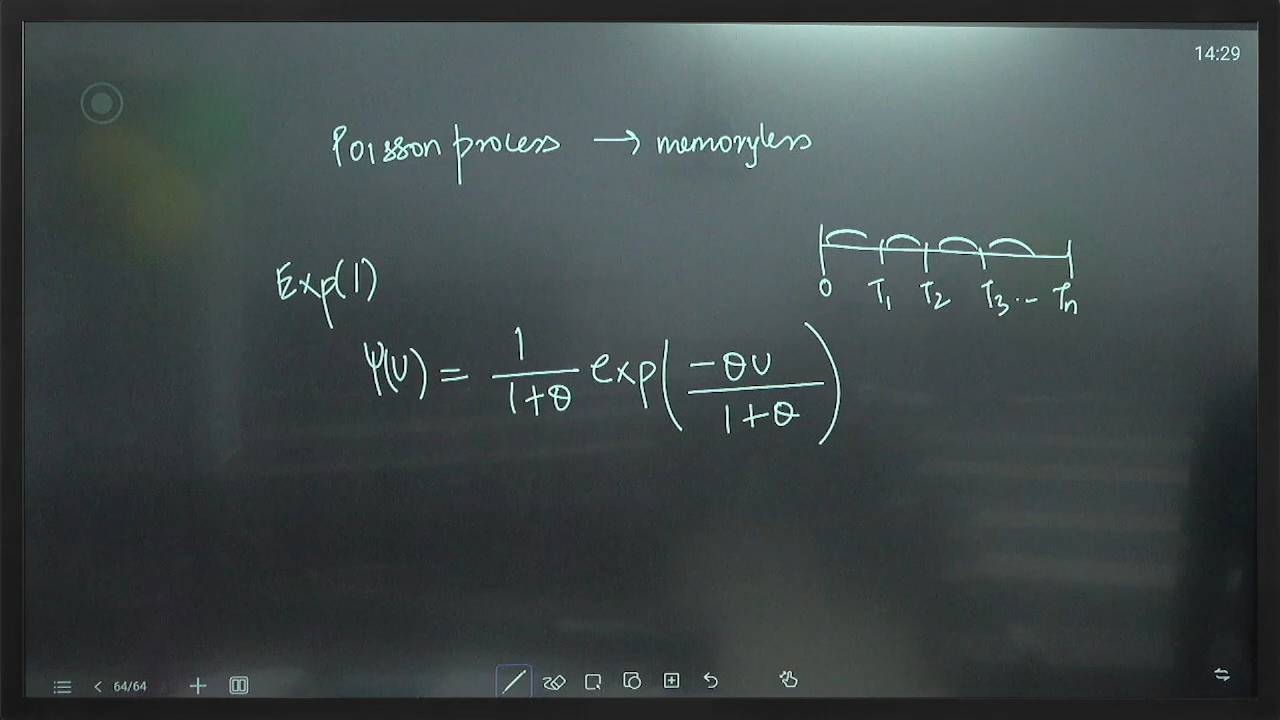 14:29
Poisson process → memoryless
0 T₁ T₂ T₃ ... Tₙ
Exp(1)
Ψ(U) = 1/(1+θ) exp(-θU/(1+θ))
64/64